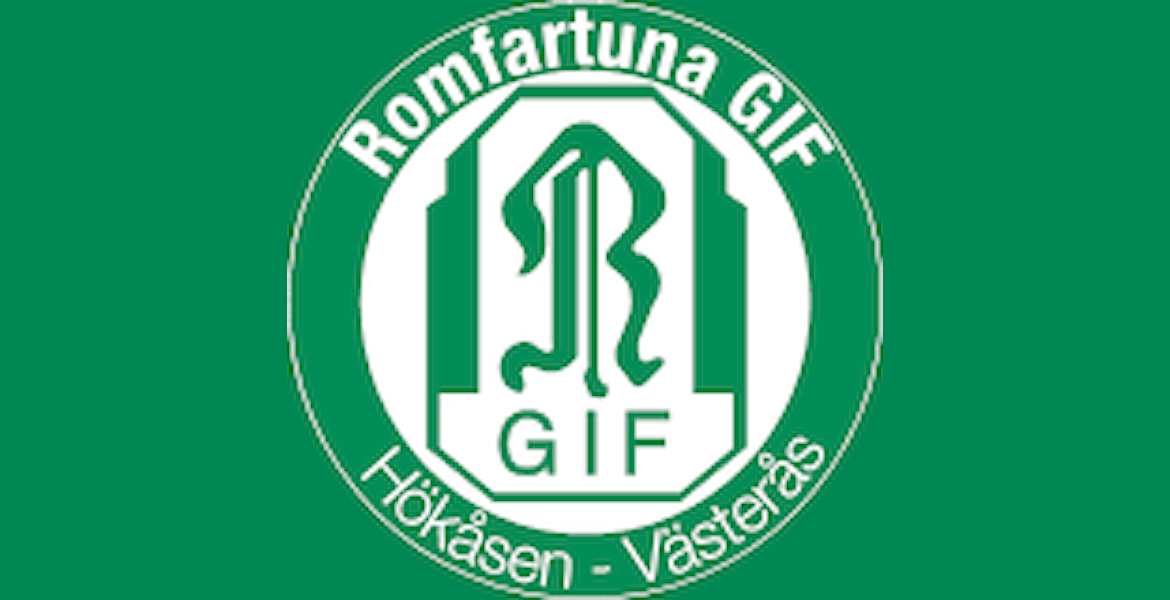 Romfartuna GIF
R
GIF
Hökåsen - Västerås